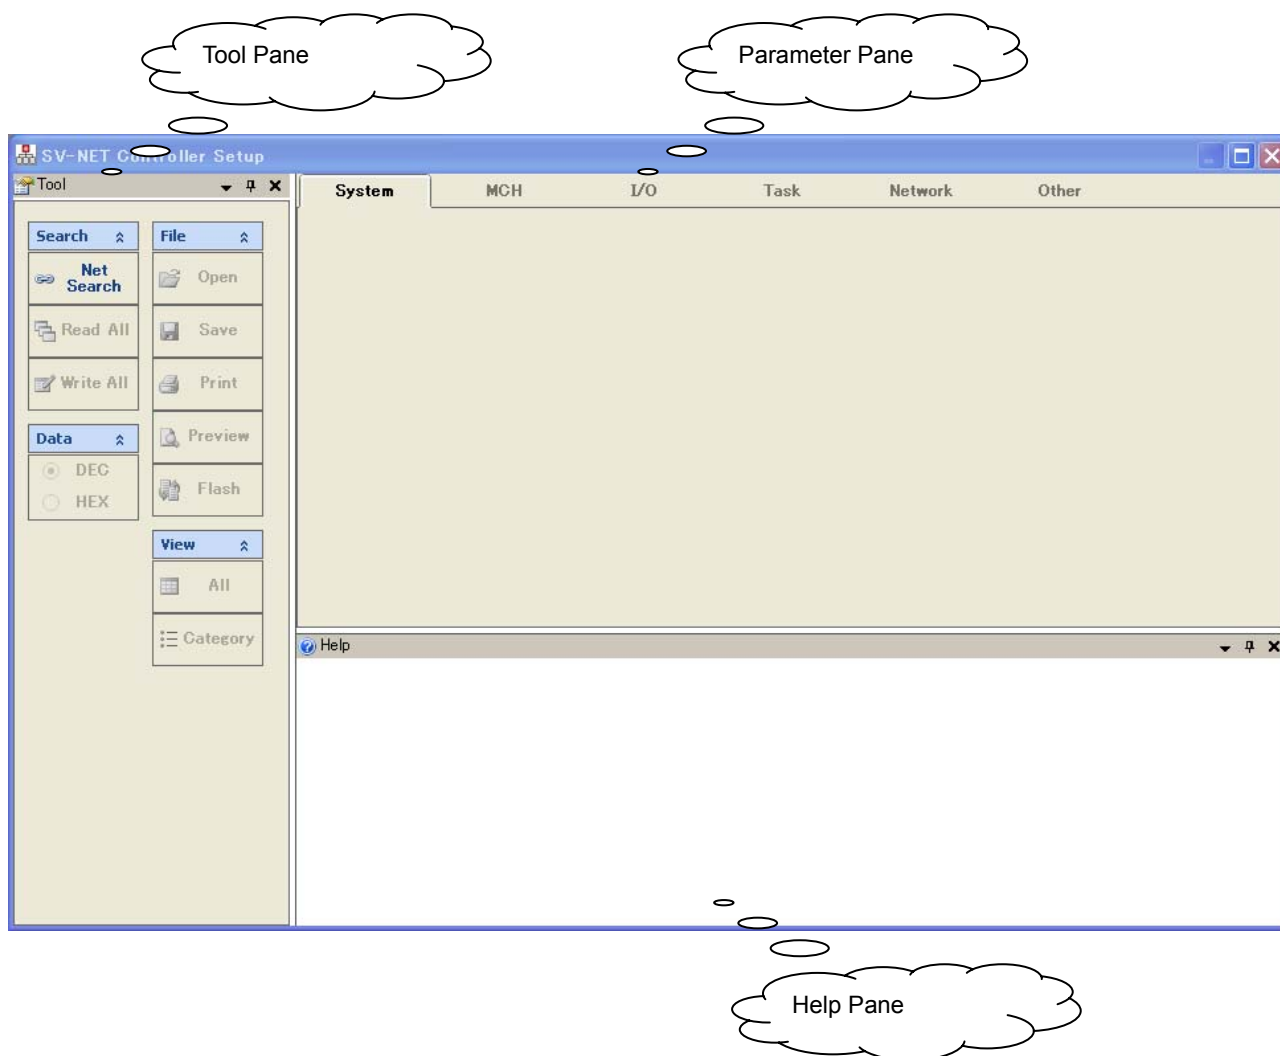 Tool Pane
Parameter Pane
SV-NET Controller Setup
Tool
System MCH I/O Task Network Other
Search
Net
Search
Read All
Write All
Data
DEC
HEX
File
Open
Save
Print
Preview
Flash
View
All
Category
Help
Help Pane